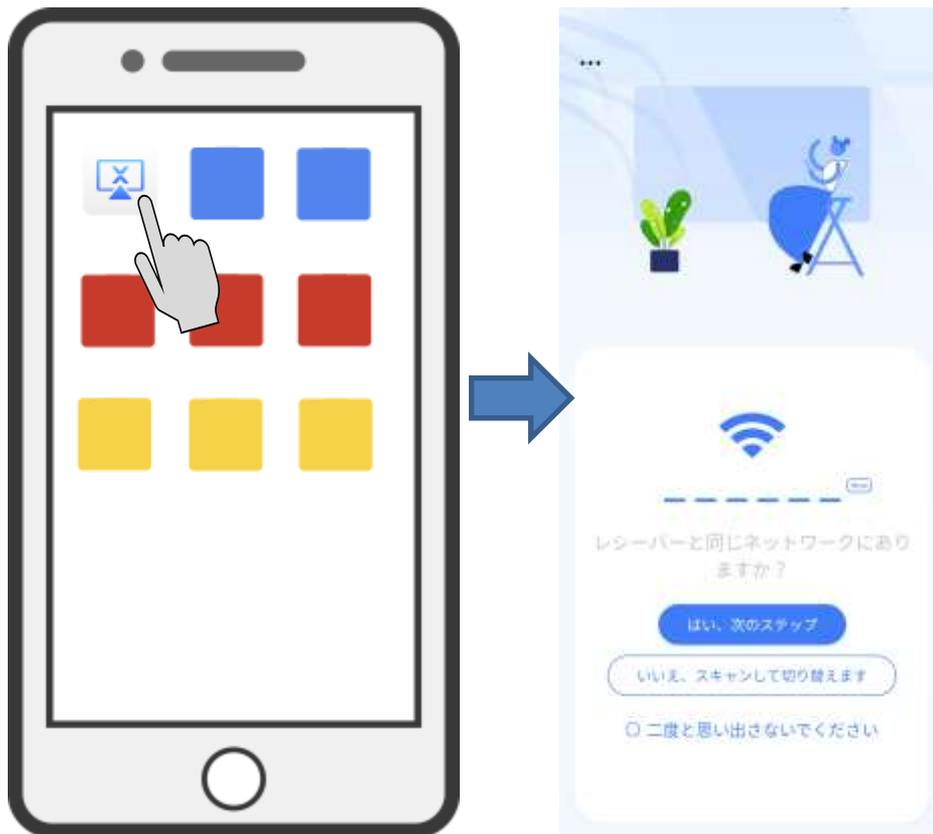 レシーバーと同じネットワークにあり
ますか？
はい、次のステップ
いいえ、スキャンして切り替えます
二度と思い出さないでください